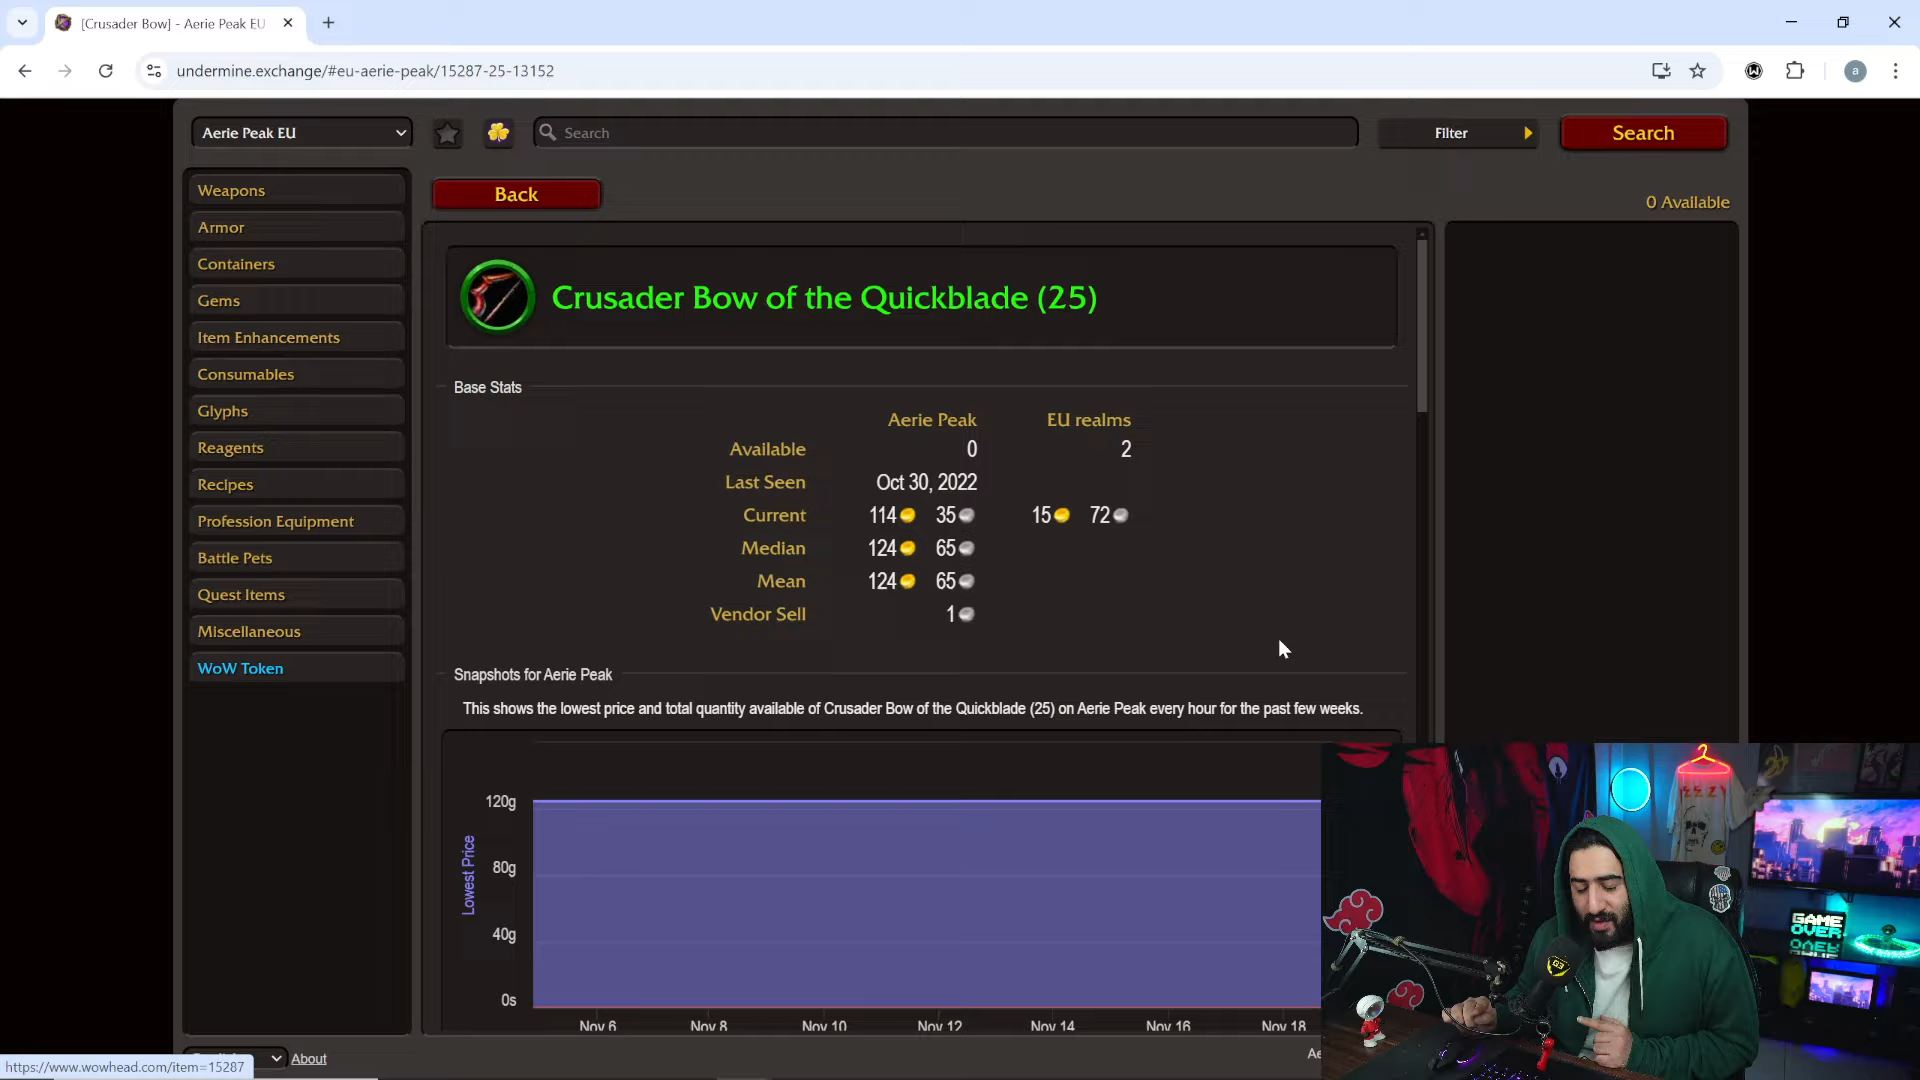 [Crusader Bow] - Aerie Peak EU
undermine.exchange/#eu-aerie-peak/15287-25-13152
a
Aerie Peak EU
Search
Filter
Search
Weapons
Armor
Containers
Gems
Item Enhancements
Consumables
Glyphs
Reagents
Recipes
Profession Equipment
Battle Pets
Quest Items
Miscellaneous
WoW Token
Back
0 Available
Crusader Bow of the Quickblade (25)
Base Stats
Aerie Peak EU realms
Available 0 2
Last Seen Oct 30, 2022
Current 114 35 15 72
Median 124 65
Mean 124 65
Vendor Sell 1
Snapshots for Aerie Peak
This shows the lowest price and total quantity available of Crusader Bow of the Quickblade (25) on Aerie Peak every hour for the past few weeks.
Lowest Price
120g
80g
40g
0s
Nov 6 Nov 8 Nov 10 Nov 12 Nov 14 Nov 16 Nov 18
About
Ae
https://www.wowhead.com/item=15287
GAME
OVER